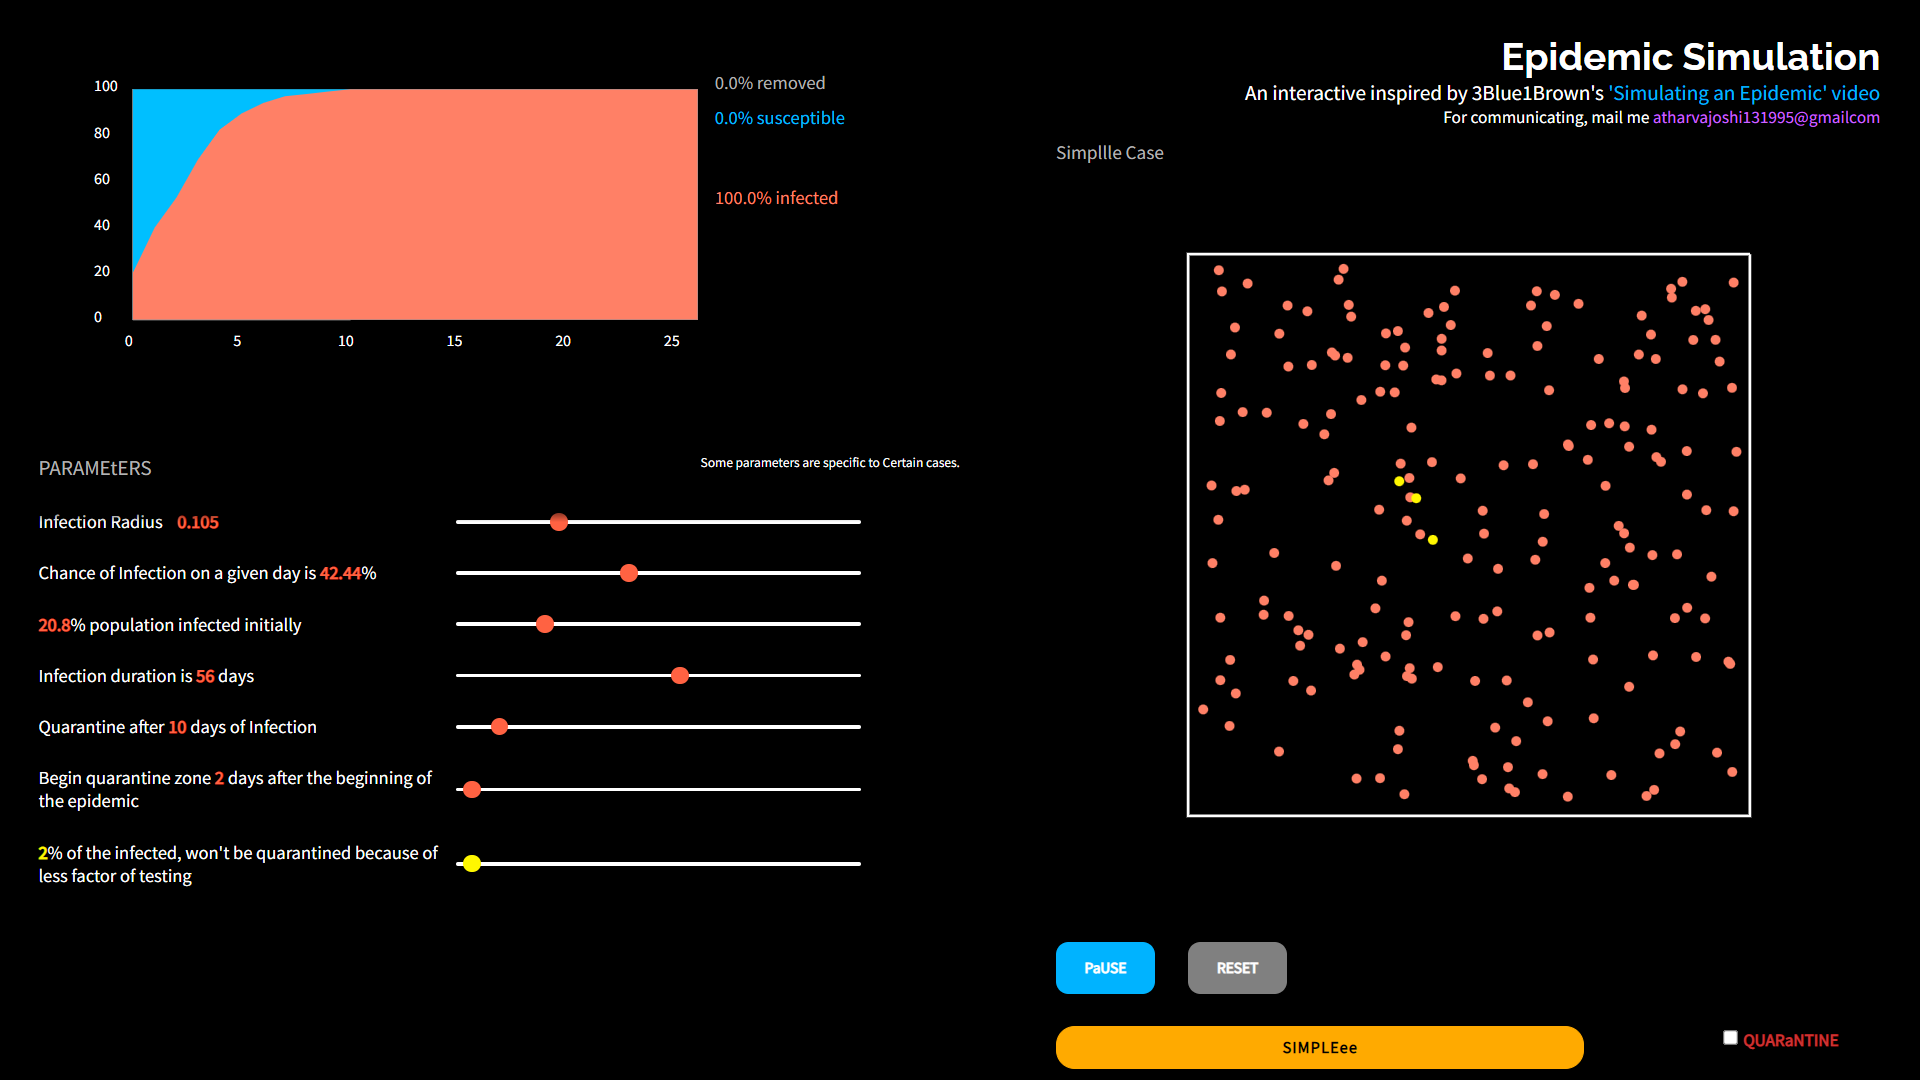 Epidemic Simulation
An interactive inspired by 3Blue1Brown's 'Simulating an Epidemic' video
For communicating, mail me atharvajoshi131995@gmailcom
Simpllle Case
100
80
60
40
20
0
0 5 10 15 20 25
0.0% removed
0.0% susceptible
100.0% infected
PARAMEtERS
Some parameters are specific to Certain cases.
Infection Radius 0.105
Chance of Infection on a given day is 42.44%
20.8% population infected initially
Infection duration is 56 days
Quarantine after 10 days of Infection
Begin quarantine zone 2 days after the beginning of
the epidemic
2% of the infected, won't be quarantined because of
less factor of testing
PaUSE
RESET
SIMPLEee
QUARaNTINE